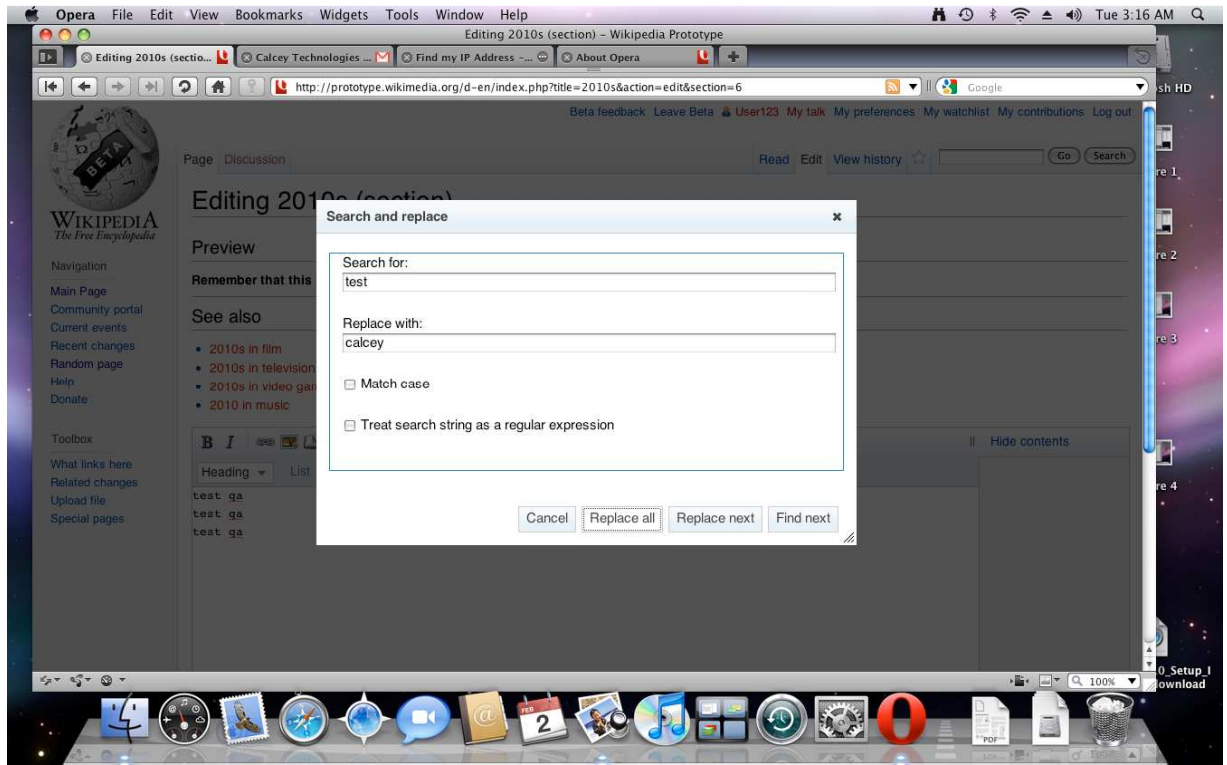 Opera File Edit View Bookmarks Widgets Tools Window Help Tue 3:16 AM
Editing 2010s (section) – Wikipedia Prototype
Editing 2010s (sectio... Calcey Technologies ... Find my IP Address -... About Opera
http://prototype.wikimedia.org/d-en/index.php?title=2010s&action=edit&section=6 Google
Beta feedback Leave Beta User123 My talk My preferences My watchlist My contributions Log out
BETA
Page Discussion Read Edit View history Go Search
Editing 2010s (section)
WIKIPEDIA
The Free Encyclopedia
Search and replace
Preview
Remember that this
See also
2010s in film
2010s in television
2010s in video gam
2010 in music
Navigation
Main Page
Community portal
Current events
Recent changes
Random page
Help
Donate
Toolbox
What links here
Related changes
Upload file
Special pages
Search for:
test
Replace with:
calcey
Match case
Treat search string as a regular expression
Cancel Replace all Replace next Find next
B I Hide contents
Heading List
test qa
test qa
test qa
sh HD
re 1
re 2
re 3
re 4
0_Setup_I
ownload
100%
FEB
2
PDF